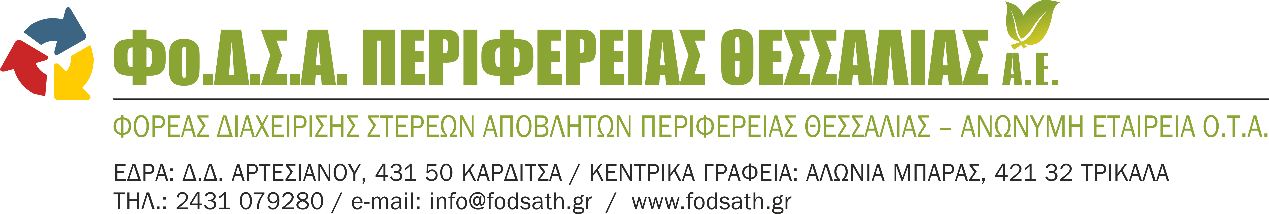 Φο.Δ.Σ.Α. ΠΕΡΙΦΕΡΕΙΑΣ ΘΕΣΣΑΛΙΑΣ Α.Ε.
ΦΟΡΕΑΣ ΔΙΑΧΕΙΡΙΣΗΣ ΣΤΕΡΕΩΝ ΑΠΟΒΛΗΤΩΝ ΠΕΡΙΦΕΡΕΙΑΣ ΘΕΣΣΑΛΙΑΣ – ΑΝΩΝΥΜΗ ΕΤΑΙΡΕΙΑ Ο.Τ.Α.
ΕΔΡΑ: Δ.Δ. ΑΡΤΕΣΙΑΝΟΥ, 431 50 ΚΑΡΔΙΤΣΑ / ΚΕΝΤΡΙΚΑ ΓΡΑΦΕΙΑ: ΑΛΩΝΙΑ ΜΠΑΡΑΣ, 421 32 ΤΡΙΚΑΛΑ
ΤΗΛ.: 2431 079280 / e-mail: info@fodsath.gr / www.fodsath.gr